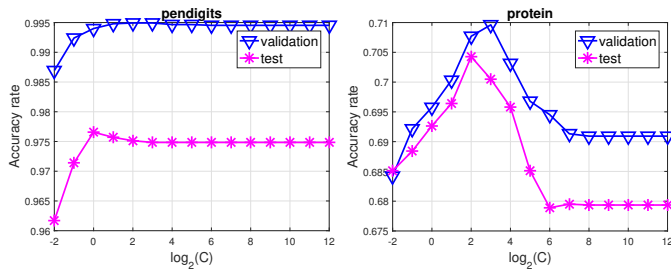 pendigits
0.995
0.99
0.985
0.98
0.975
0.97
0.965
0.96
Accuracy rate
-2 0 2 4 6 8 10 12
log2(C)
validation
test
protein
0.71
0.705
0.7
0.695
0.69
0.685
0.68
0.675
Accuracy rate
-2 0 2 4 6 8 10 12
log2(C)
validation
test